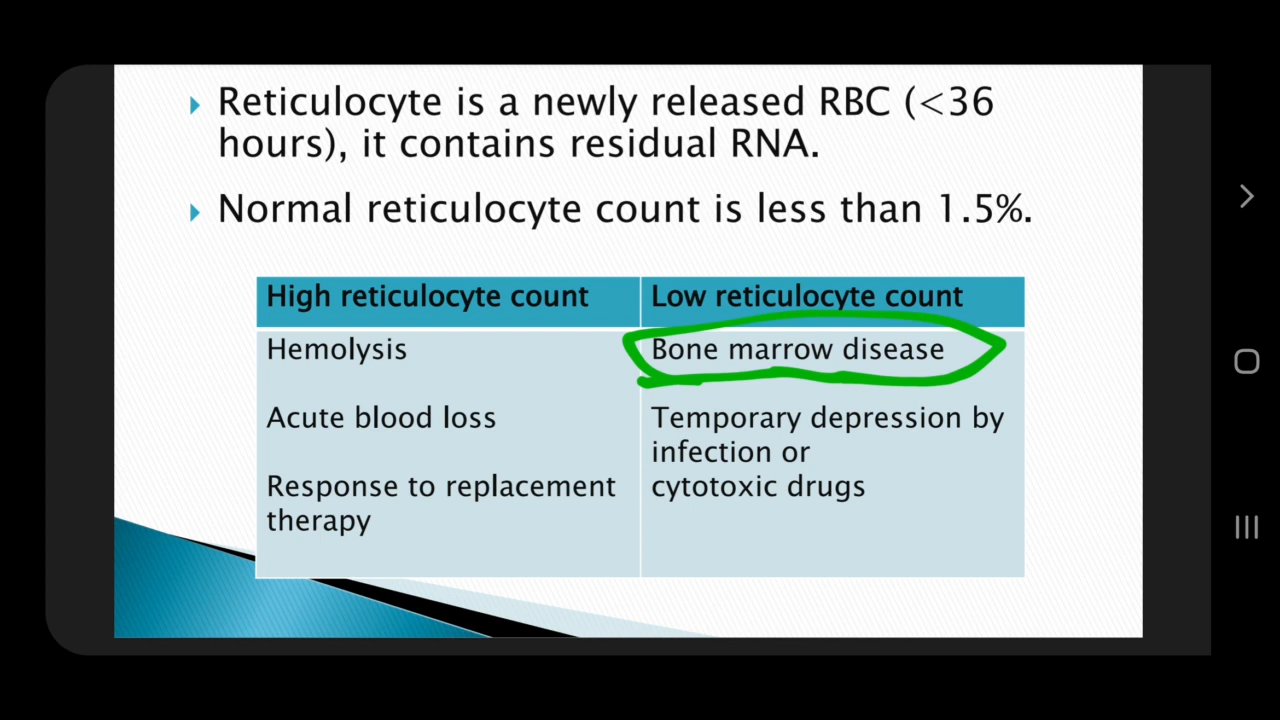 Reticulocyte is a newly released RBC (<36
hours), it contains residual RNA.
Normal reticulocyte count is less than 1.5%.
High reticulocyte count
Low reticulocyte count
Hemolysis
Bone marrow disease
Acute blood loss
Temporary depression by
infection or
cytotoxic drugs
Response to replacement
therapy